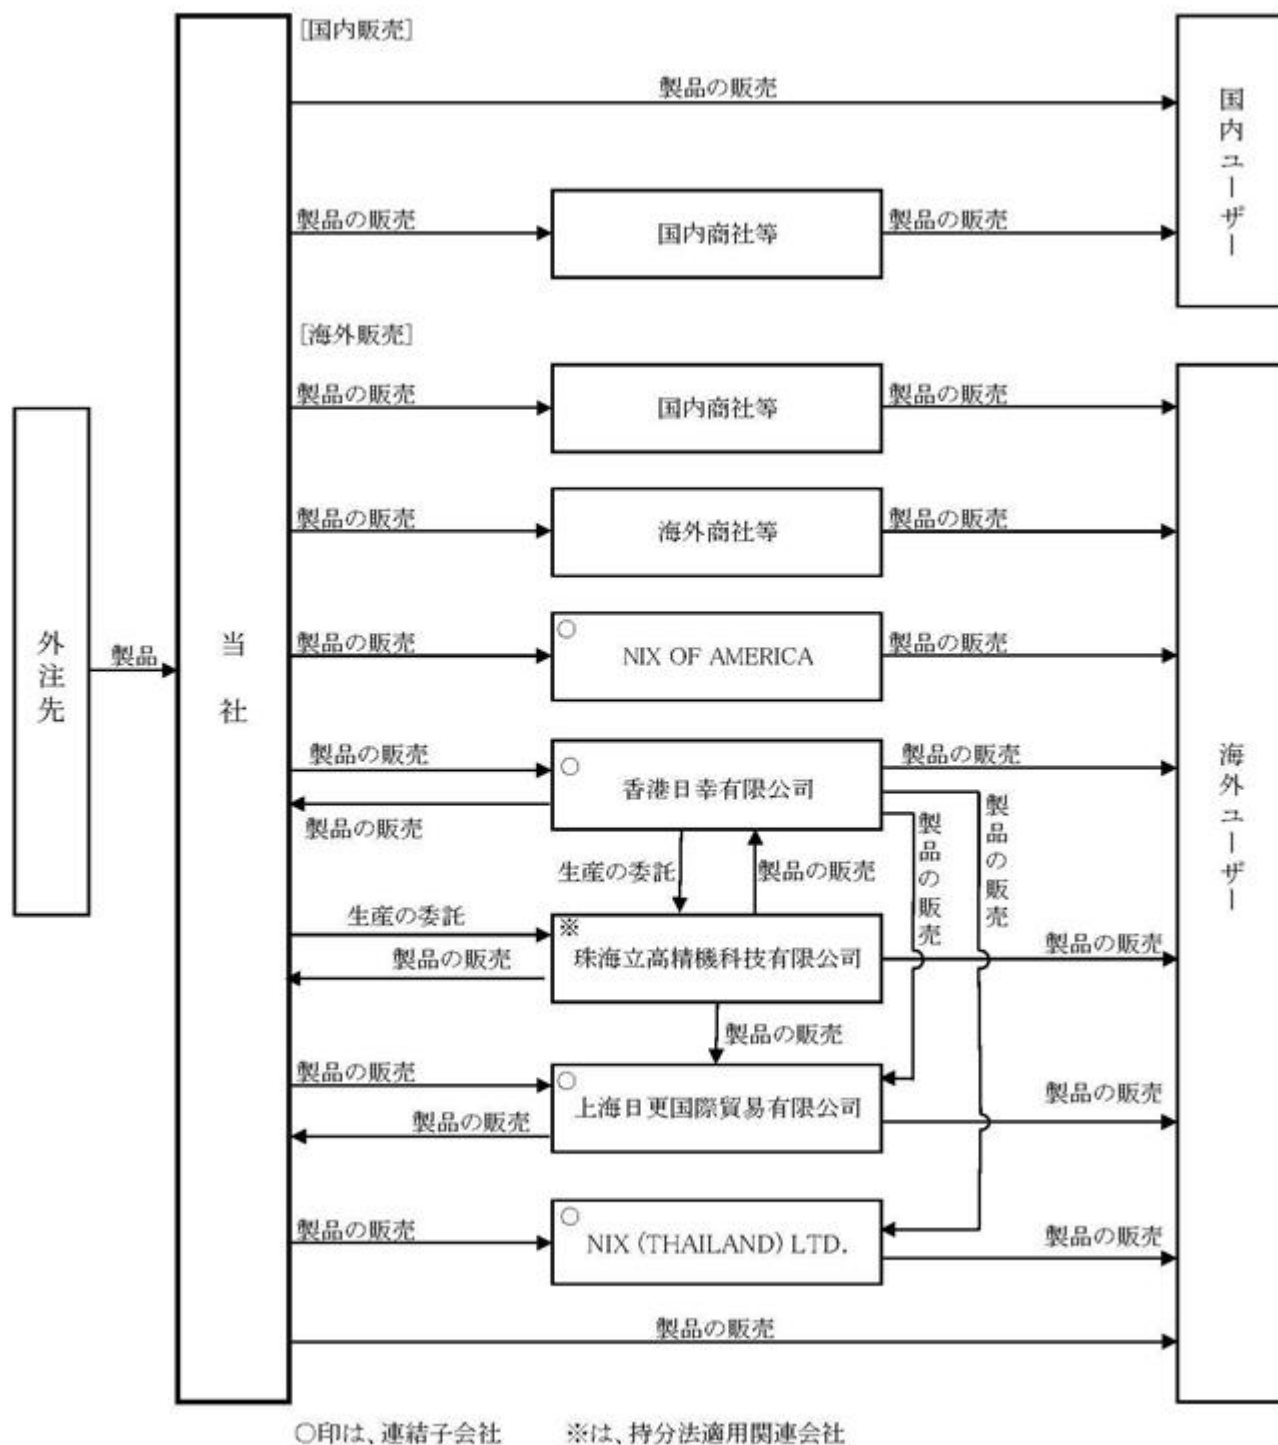 [国内販売]
製品の販売
国内ユーザー
製品の販売
国内商社等
製品の販売
[海外販売]
製品の販売
国内商社等
製品の販売
製品の販売
海外商社等
製品の販売
外注先
製品
当社
製品の販売
○
NIX OF AMERICA
製品の販売
海外ユーザー
製品の販売
○
香港日幸有限公司
製品の販売
製品の販売
製品の販売
製品の販売
生産の委託
製品の販売
生産の委託
※
珠海立高精機科技有限公司
製品の販売
製品の販売
製品の販売
製品の販売
○
上海日更国際貿易有限公司
製品の販売
製品の販売
製品の販売
○
NIX (THAILAND) LTD.
製品の販売
製品の販売
○印は、連結子会社 ※は、持分法適用関連会社